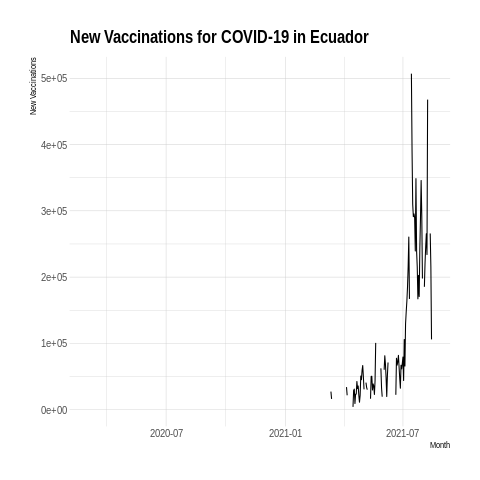 New Vaccinations for COVID-19 in Ecuador
New Vaccinations
5e+05
4e+05
3e+05
2e+05
1e+05
0e+00
2020-07
2021-01
2021-07
Month